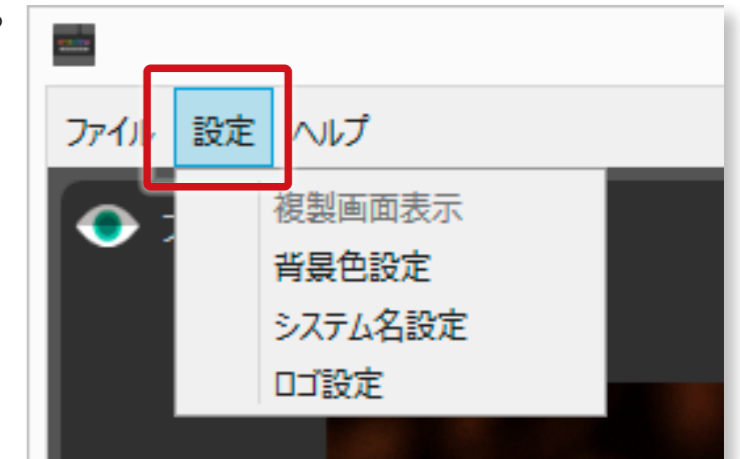 ファイル 設定 ヘルプ
複製画面表示
背景色設定
システム名設定
ロゴ設定